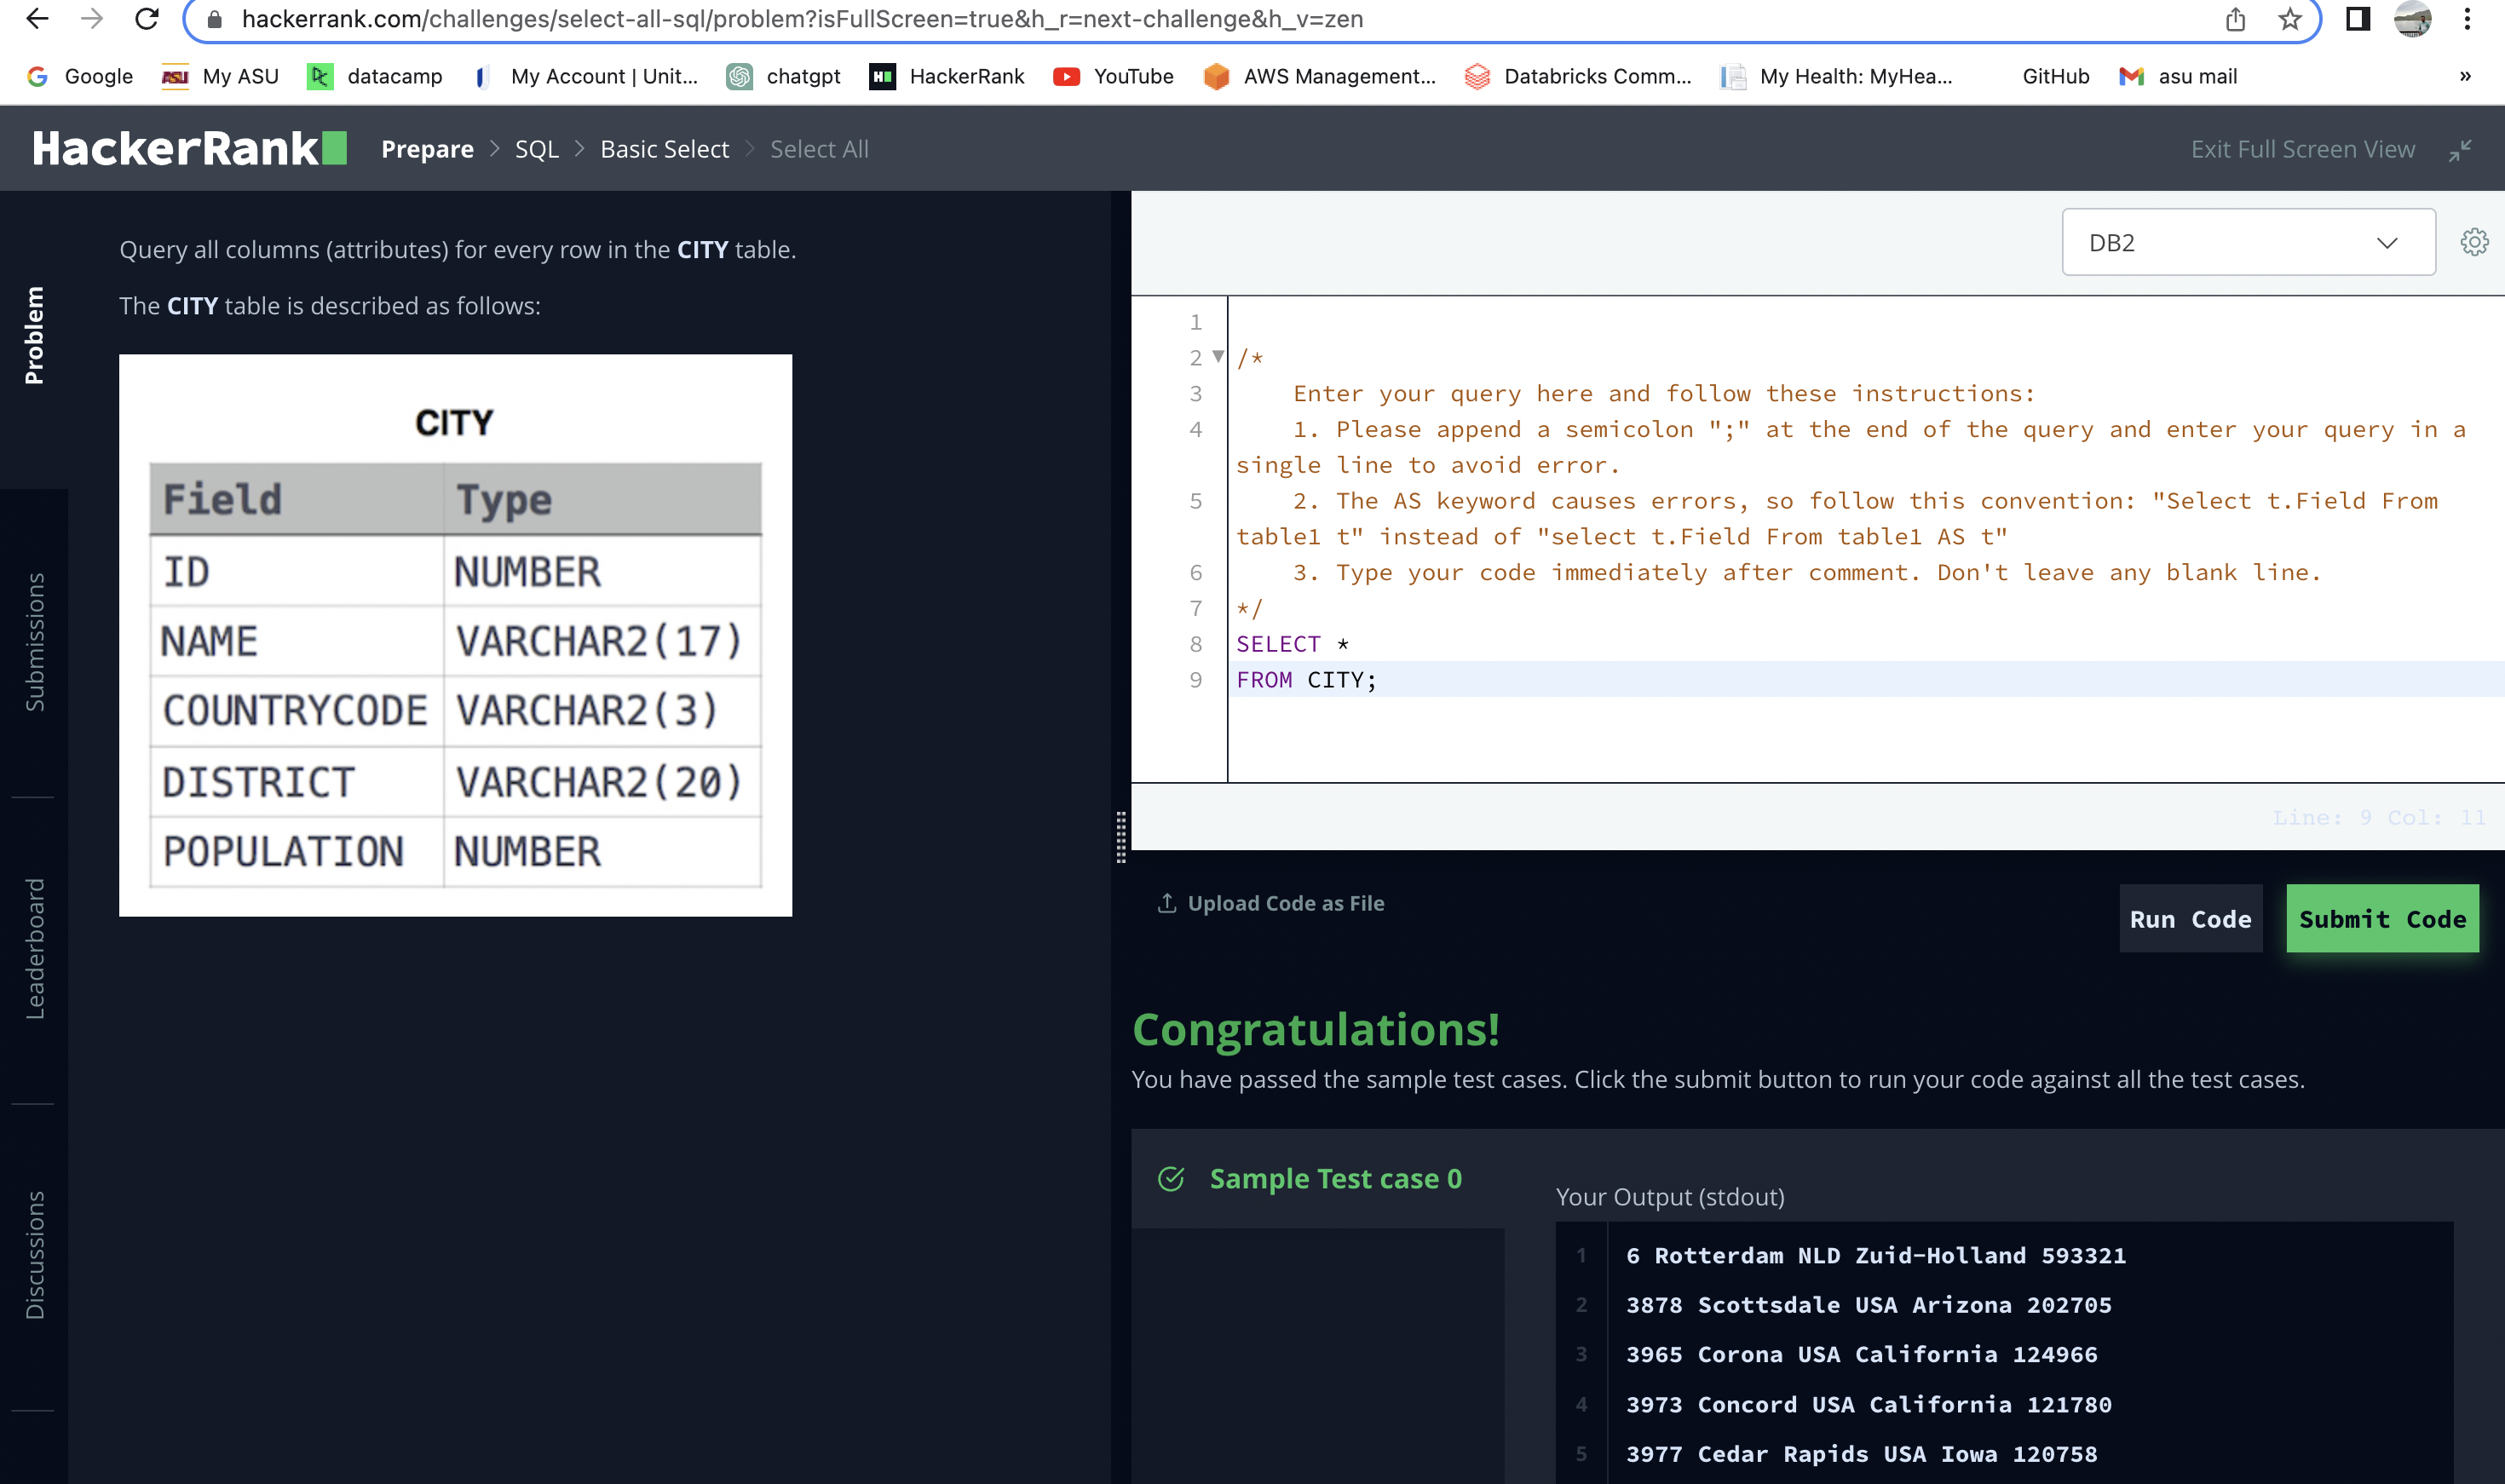 hackerrank.com/challenges/select-all-sql/problem?isFullScreen=true&h_r=next-challenge&h_v=zen
Google My ASU datacamp My Account | Unit... chatgpt HackerRank YouTube AWS Management... Databricks Comm... My Health: MyHea... GitHub asu mail »
HackerRank Prepare > SQL > Basic Select > Select All Exit Full Screen View
Problem
Submissions
Leaderboard
Discussions
Query all columns (attributes) for every row in the CITY table.
The CITY table is described as follows:
CITY
Field Type
ID NUMBER
NAME VARCHAR2(17)
COUNTRYCODE VARCHAR2(3)
DISTRICT VARCHAR2(20)
POPULATION NUMBER
DB2
1
2 /*
3 Enter your query here and follow these instructions:
4 1. Please append a semicolon ";" at the end of the query and enter your query in a
single line to avoid error.
5 2. The AS keyword causes errors, so follow this convention: "Select t.Field From
table1 t" instead of "select t.Field From table1 AS t"
6 3. Type your code immediately after comment. Don't leave any blank line.
7 */
8 SELECT *
9 FROM CITY;
Line: 9 Col: 11
Upload Code as File
Run Code Submit Code
Congratulations!
You have passed the sample test cases. Click the submit button to run your code against all the test cases.
Sample Test case 0
Your Output (stdout)
1 6 Rotterdam NLD Zuid-Holland 593321
2 3878 Scottsdale USA Arizona 202705
3 3965 Corona USA California 124966
4 3973 Concord USA California 121780
5 3977 Cedar Rapids USA Iowa 120758